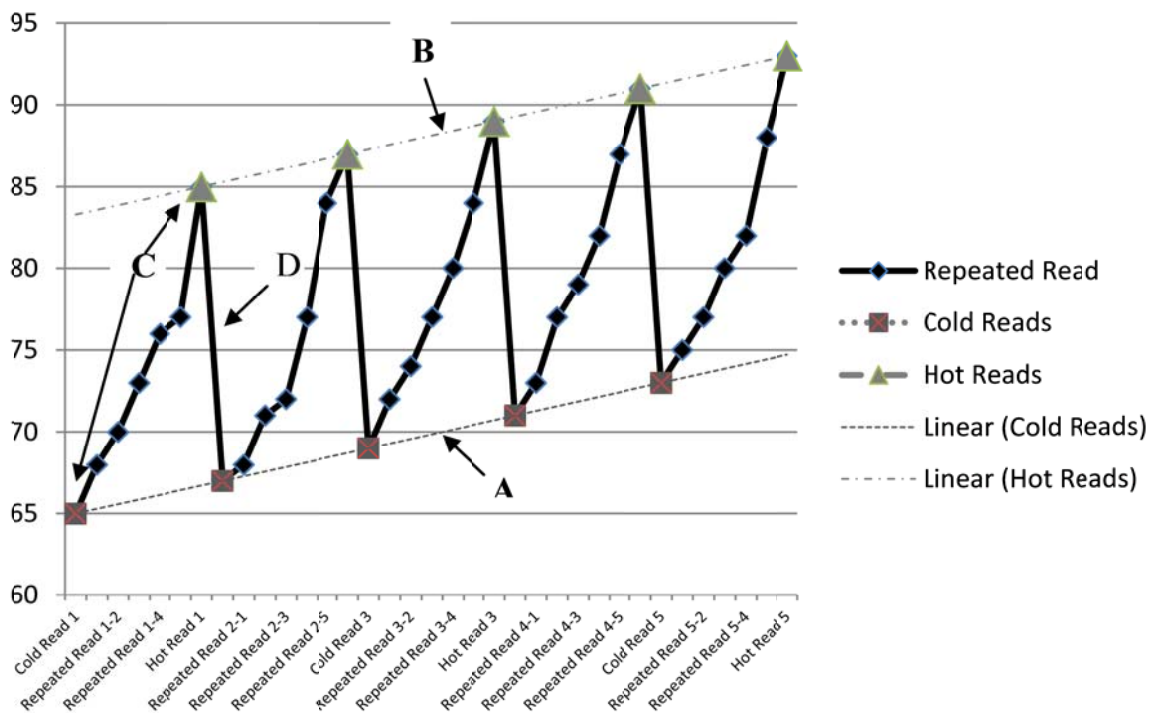 95
90
85
80
75
70
65
60
B
C
D
A
Cold Read 1
Repeated Read 1-2
Repeated Read 1-4
Hot Read 1
Repeated Read 2-1
Repeated Read 2-3
Repeated Read 2-5
Cold Read 3
Repeated Read 3-2
Repeated Read 3-4
Hot Read 3
Repeated Read 4-1
Repeated Read 4-3
Repeated Read 4-5
Cold Read 5
Repeated Read 5-2
Repeated Read 5-4
Hot Read 5
Repeated Read
Cold Reads
Hot Reads
Linear (Cold Reads)
Linear (Hot Reads)